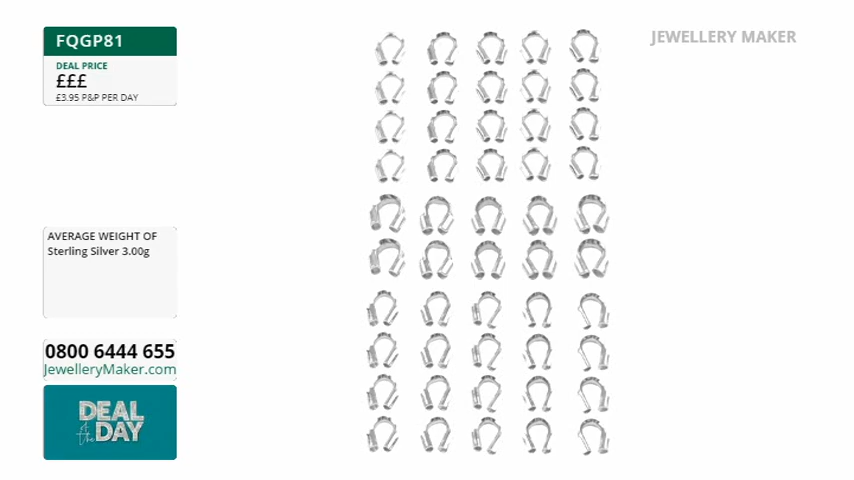 FQGP81
DEAL PRICE
£££
£3.95 P&P PER DAY
JEWELLERY MAKER
AVERAGE WEIGHT OF
Sterling Silver 3.00g
0800 6444 655
JewelleryMaker.com
DEAL
of the
DAY